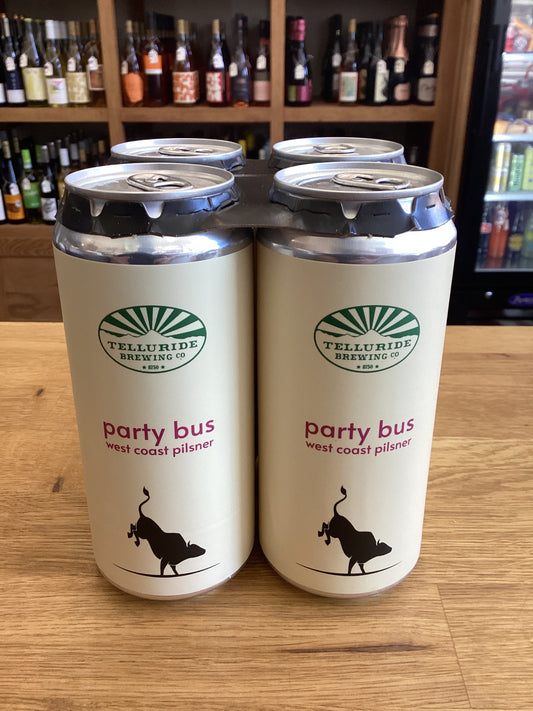 TELLURIDE
BREWING CO
★ 8750 ★
party bus
west coast pilsner
TELLURIDE
BREWING CO
★ 8750 ★
party bus
west coast pilsner